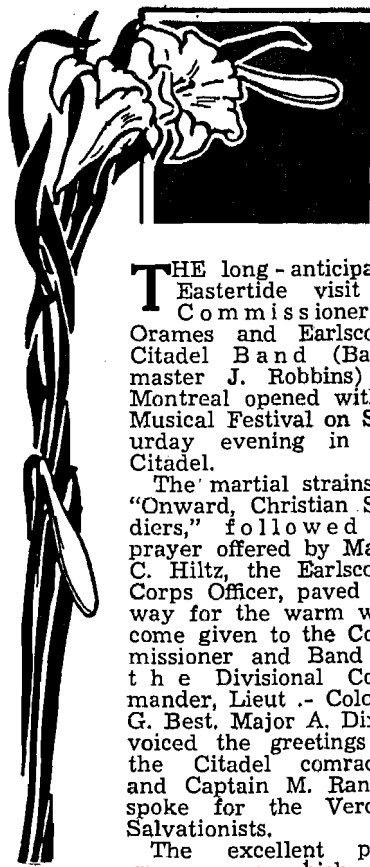 THE long-anticipa
Eastertide visit
Commissioner
Orames and Earlsco
Citadel Band (Ba
master J. Robbins)
Montreal opened wit
Musical Festival on S
urday evening in
Citadel.
The martial strains
"Onward, Christian S
diers," followed
prayer offered by Ma
C. Hiltz, the Earlsco
Corps Officer, paved
way for the warm w
come given to the Co
missioner and Band
the Divisional Co
mander, Lieut.-Colo
G. Best. Major A. Dix
voiced the greetings
the Citadel comrac
and Captain M. Ran
spoke for the Verd
Salvationists.
The excellent p